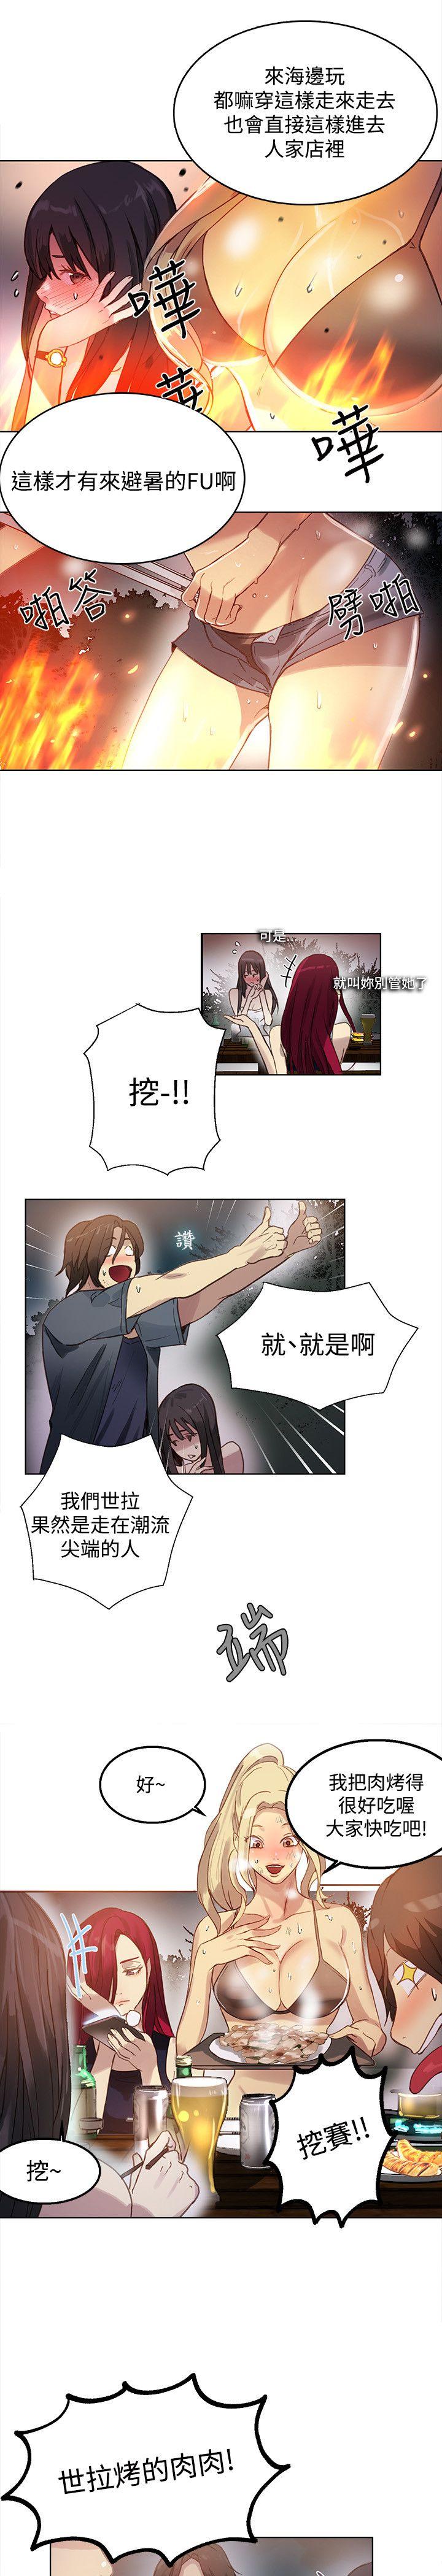 來海邊玩
都嘛穿這樣走來走去
也會直接這樣進去
人家店裡
嘩
嘩
嘩
這樣才有來避暑的FU啊
啪答
劈啪
可是...
就叫妳別管她了
挖-!!
讚
就、就是啊
我們世拉
果然是走在潮流
尖端的人
端
好~
我把肉烤得
很好吃喔
大家快吃吧!
挖賽!!
挖~
世拉烤的肉肉!